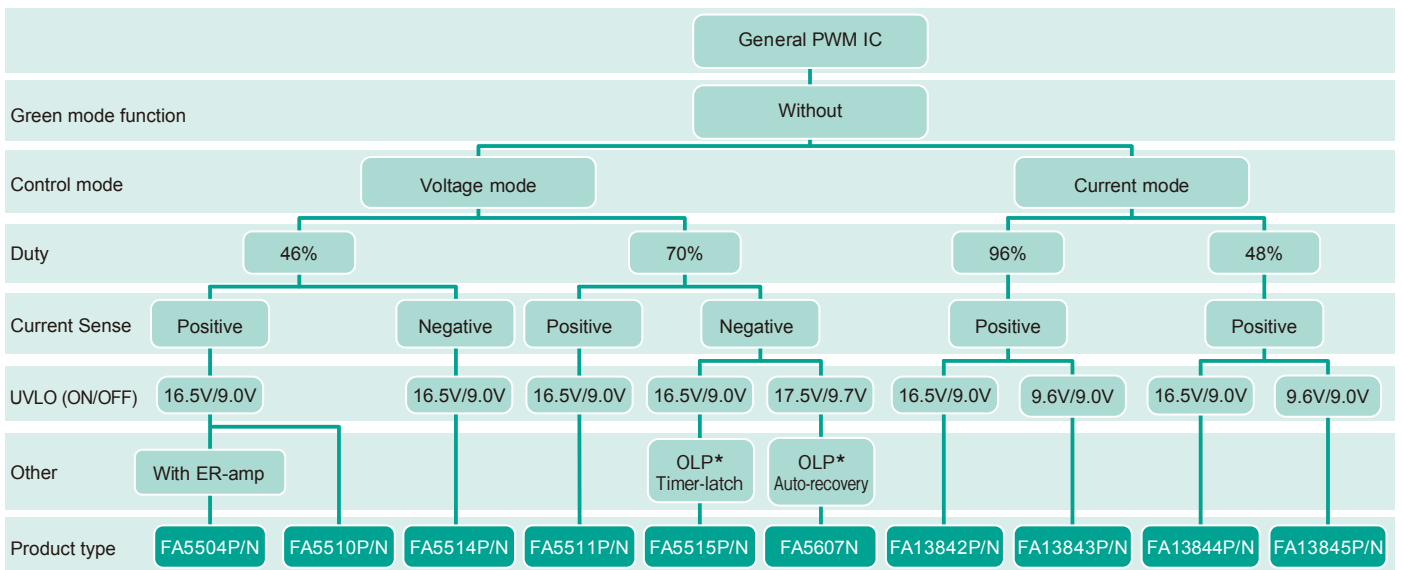 General PWM IC
Green mode function
Without
Control mode
Voltage mode
Current mode
Duty
46%
70%
96%
48%
Current Sense
Positive
Negative
Positive
Negative
Positive
Positive
UVLO (ON/OFF)
16.5V/9.0V
16.5V/9.0V
16.5V/9.0V
16.5V/9.0V
17.5V/9.7V
16.5V/9.0V
9.6V/9.0V
16.5V/9.0V
9.6V/9.0V
Other
With ER-amp
OLP*
Timer-latch
OLP*
Auto-recovery
Product type
FA5504P/N
FA5510P/N
FA5514P/N
FA5511P/N
FA5515P/N
FA5607N
FA13842P/N
FA13843P/N
FA13844P/N
FA13845P/N